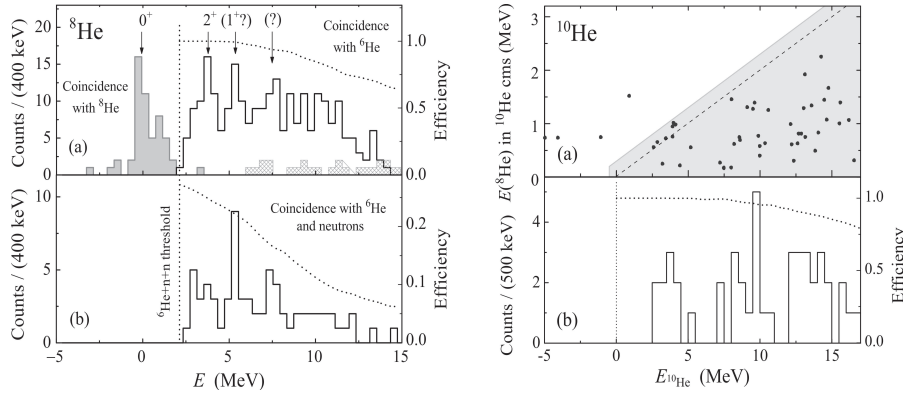 ⁸He
0⁺
2⁺ (1⁺?) (?)
Coincidence
with ⁶He
Coincidence
with ⁸He
(a)
Counts / (400 keV)
20
15
10
5
0
Efficiency
1.0
0.5
0.0
Coincidence with ⁶He
and neutrons
⁶He+n+n threshold
(b)
Counts / (400 keV)
10
5
0
Efficiency
0.2
0.1
0.0
−5 0 5 10 15
E (MeV)
¹⁰He
(a)
E(⁸He) in ¹⁰He cms (MeV)
3
2
1
0
(b)
Counts / (500 keV)
4
2
0
Efficiency
1.0
0.5
0.0
-5 0 5 10 15
E₁₀He (MeV)